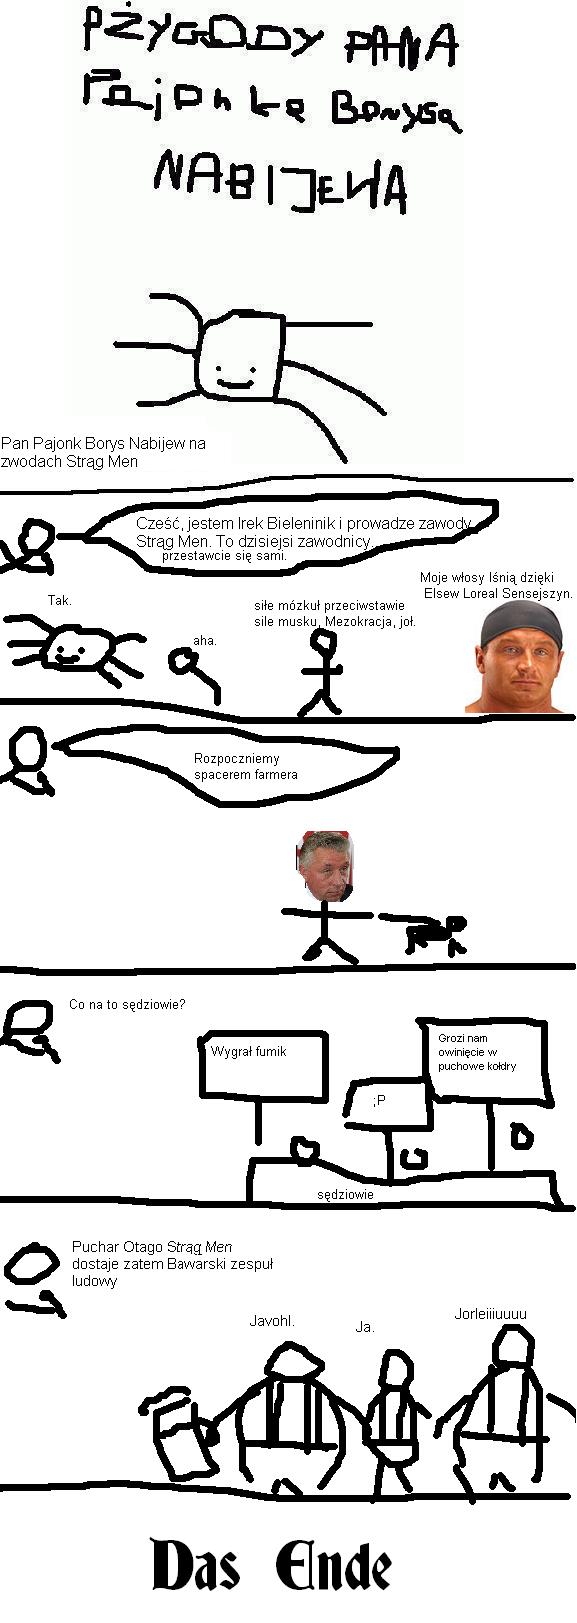 PŻYGODY PANA
Pajonka Borysa
NABIJEWA
Pan Pajonk Borys Nabijew na
zwodach Strąg Men
Cześć, jestem Irek Bieleninik i prowadze zawody
Strąg Men. To dzisiejsi zawodnicy
przestawcie się sami.
Tak.
aha.
siłe mózkuł przeciwstawie
sile musku, Mezokracja, joł.
Moje włosy lśnią dzięki
Elsew Loreal Sensejszyn.
Rozpoczniemy
spacerem farmera
Co na to sędziowie?
Wygrał fumik
;P
Grozi nam
owinięcie w
puchowe kołdry
sędziowie
Puchar Otago Strąg Men
dostaje zatem Bawarski zespuł
ludowy
Javohl.
Ja.
Jorleiiiuuuu
Das Ende